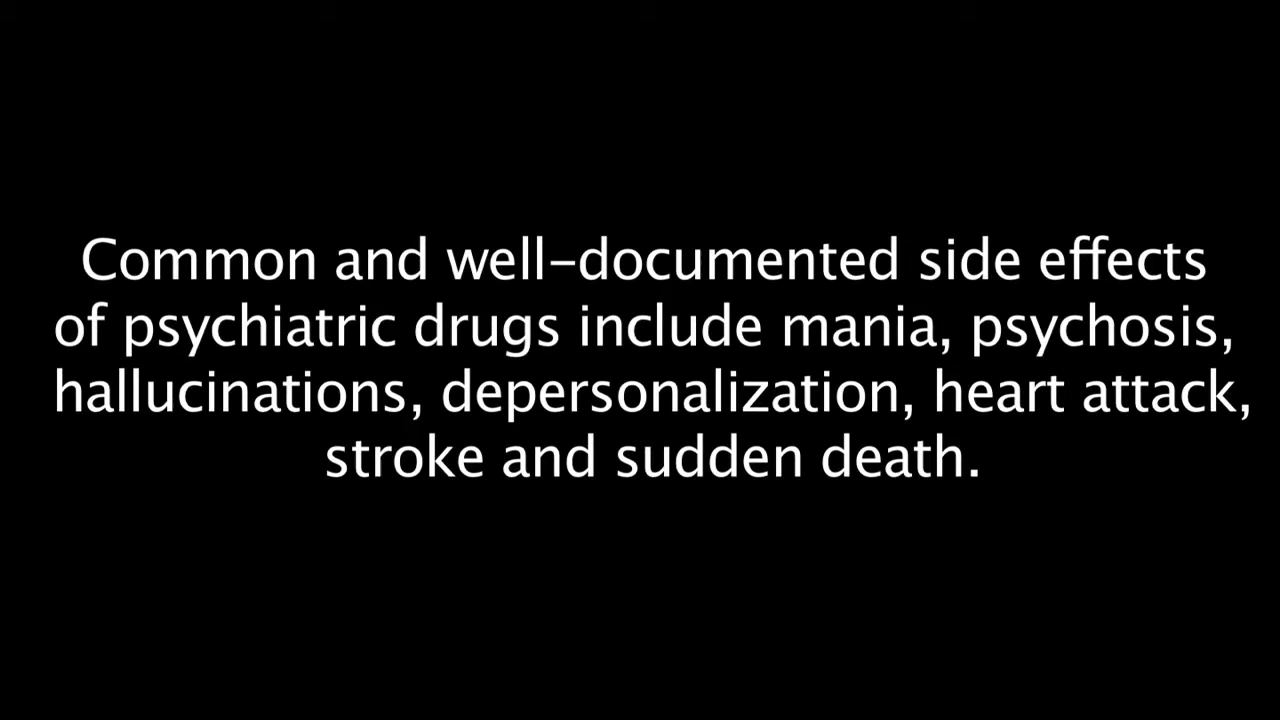 Common and well-documented side effects
of psychiatric drugs include mania, psychosis,
hallucinations, depersonalization, heart attack,
stroke and sudden death.